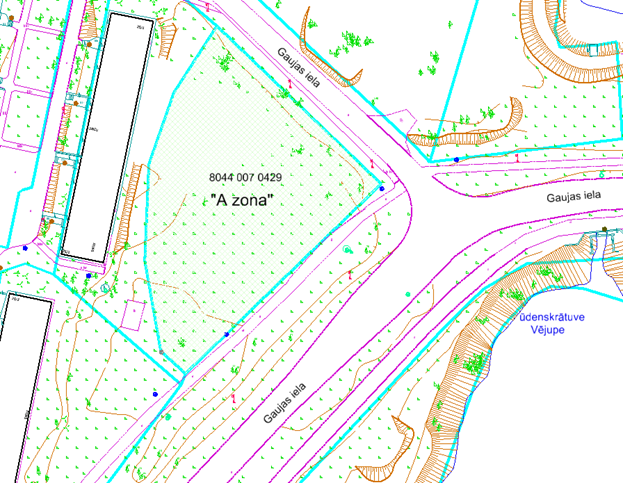 Gaujas iela
8044 007 0429
"A zona"
Gaujas iela
ūdenskrātuve
Vējupe
Gaujas iela